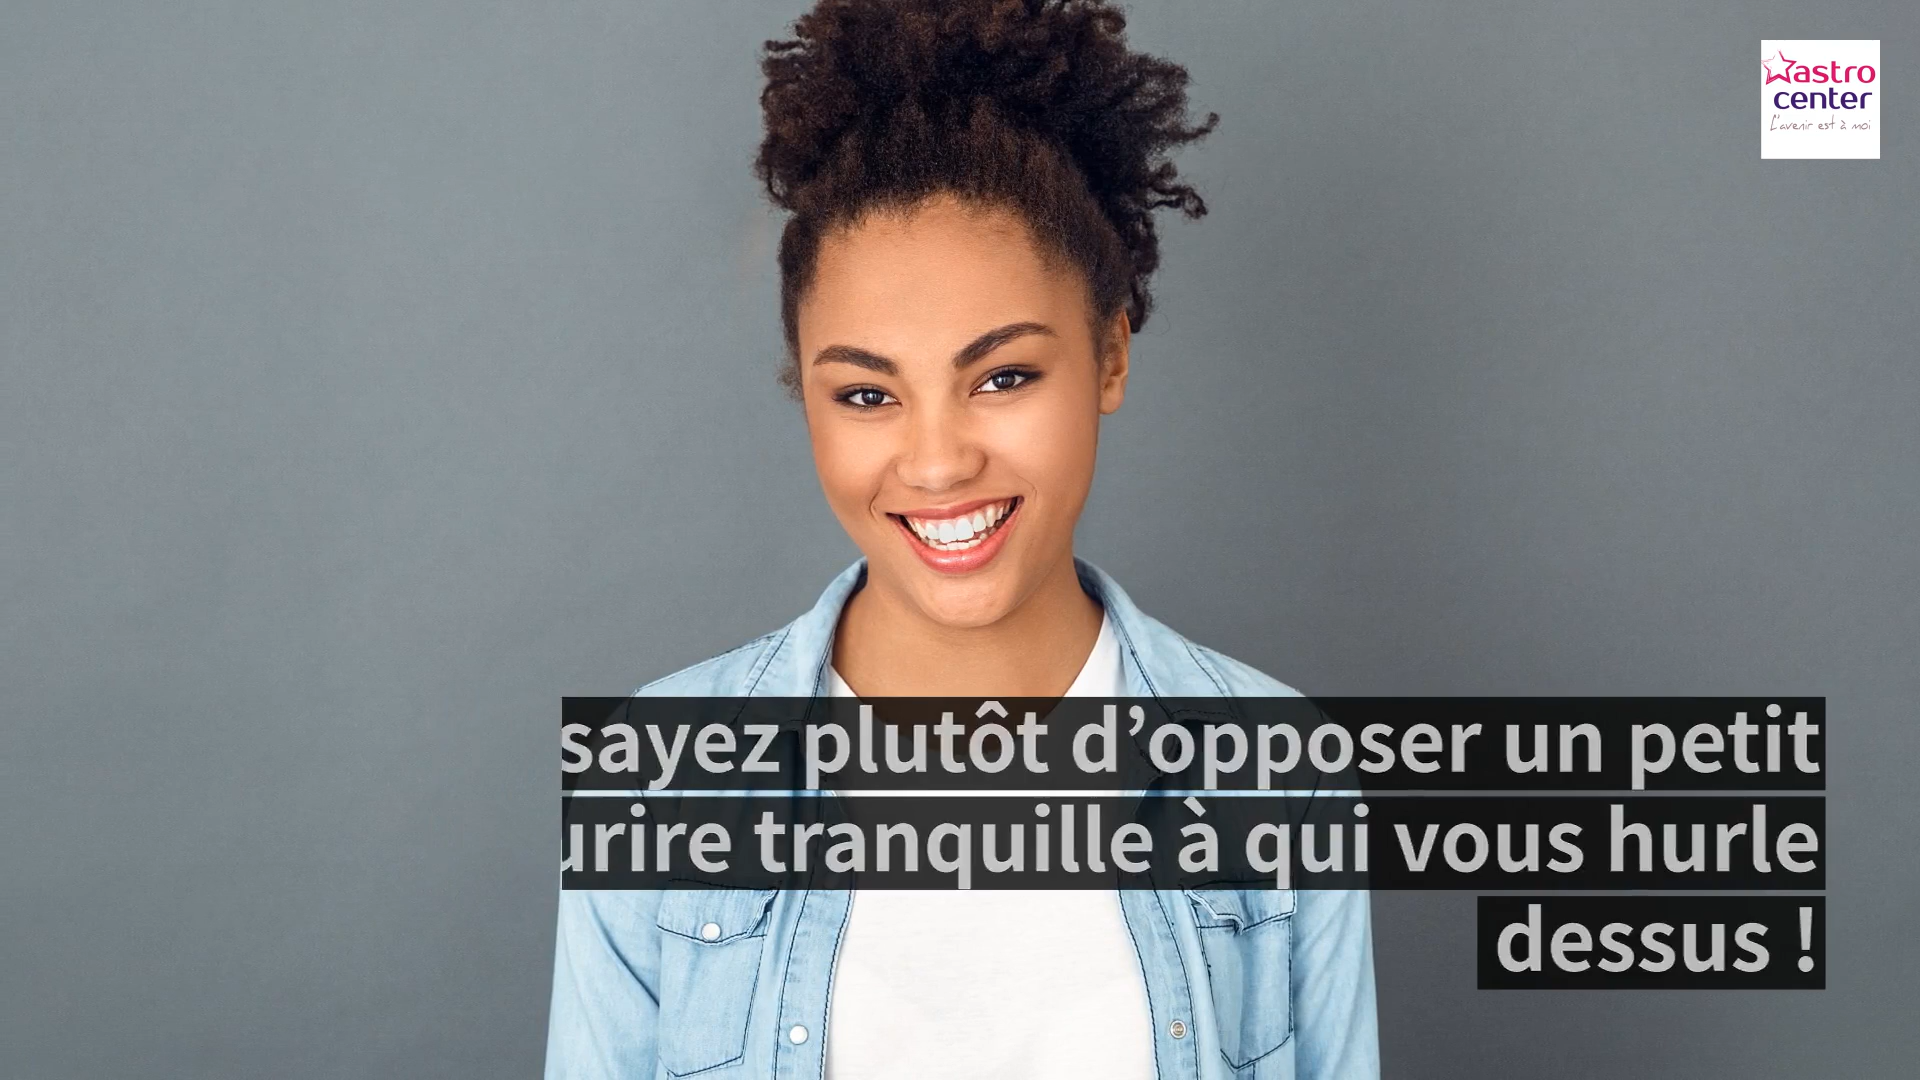 astro
center
L'avenir est à moi
sayez plutôt d’opposer un petit
urire tranquille à qui vous hurle
dessus !